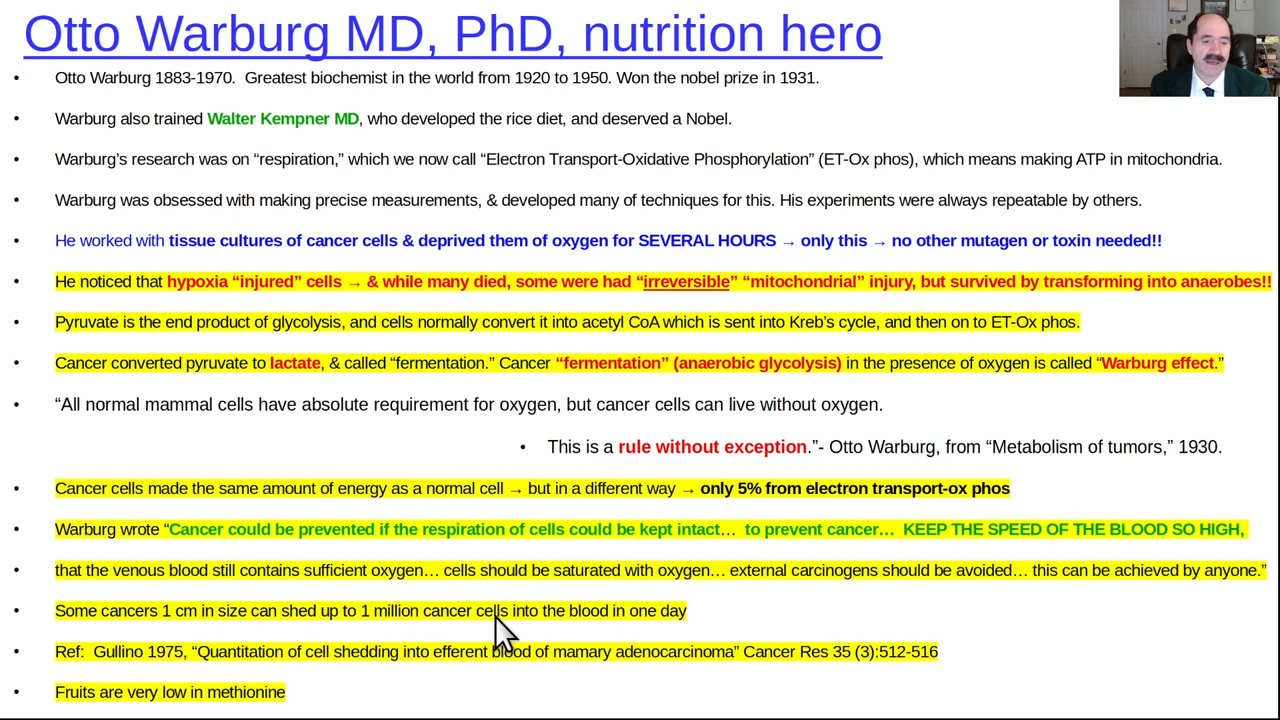 Otto Warburg MD, PhD, nutrition hero
• Otto Warburg 1883-1970. Greatest biochemist in the world from 1920 to 1950. Won the nobel prize in 1931.
• Warburg also trained Walter Kempner MD, who developed the rice diet, and deserved a Nobel.
• Warburg's research was on “respiration,” which we now call “Electron Transport-Oxidative Phosphorylation” (ET-Ox phos), which means making ATP in mitochondria.
• Warburg was obsessed with making precise measurements, & developed many of techniques for this. His experiments were always repeatable by others.
• He worked with tissue cultures of cancer cells & deprived them of oxygen for SEVERAL HOURS → only this → no other mutagen or toxin needed!!
• He noticed that hypoxia “injured” cells → & while many died, some were had “irreversible” “mitochondrial” injury, but survived by transforming into anaerobes!!
• Pyruvate is the end product of glycolysis, and cells normally convert it into acetyl CoA which is sent into Kreb's cycle, and then on to ET-Ox phos.
• Cancer converted pyruvate to lactate, & called “fermentation.” Cancer “fermentation” (anaerobic glycolysis) in the presence of oxygen is called “Warburg effect.”
• “All normal mammal cells have absolute requirement for oxygen, but cancer cells can live without oxygen.
• This is a rule without exception.”- Otto Warburg, from “Metabolism of tumors,” 1930.
• Cancer cells made the same amount of energy as a normal cell → but in a different way → only 5% from electron transport-ox phos
• Warburg wrote “Cancer could be prevented if the respiration of cells could be kept intact… to prevent cancer… KEEP THE SPEED OF THE BLOOD SO HIGH,
• that the venous blood still contains sufficient oxygen… cells should be saturated with oxygen… external carcinogens should be avoided… this can be achieved by anyone.”
• Some cancers 1 cm in size can shed up to 1 million cancer cells into the blood in one day
• Ref: Gullino 1975, “Quantitation of cell shedding into efferent blood of mamary adenocarcinoma” Cancer Res 35 (3):512-516
• Fruits are very low in methionine